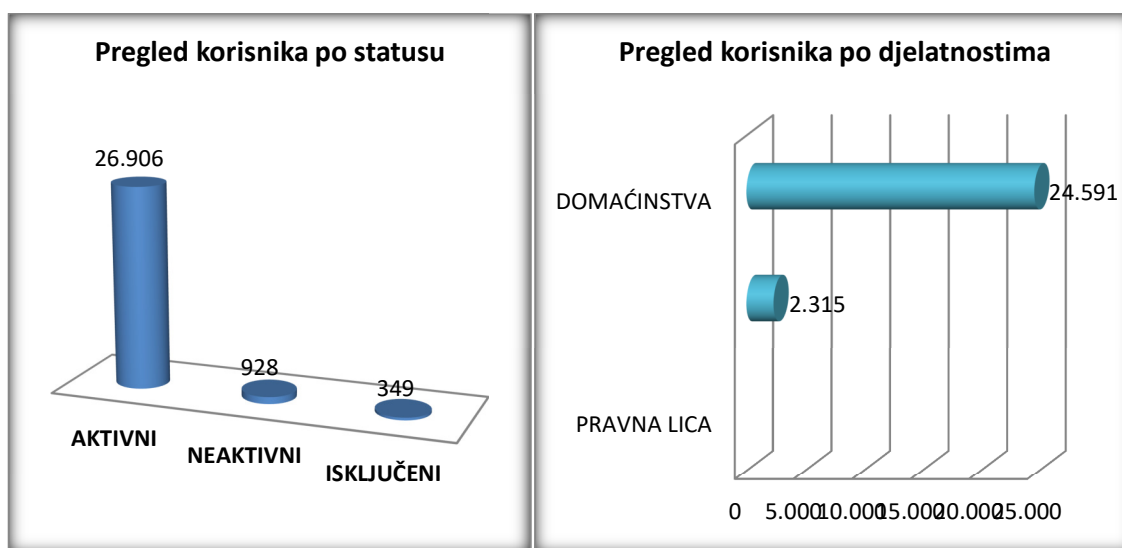 Pregled korisnika po statusu
26.906
928
349
AKTIVNI
NEAKTIVNI
ISKLJUČENI
Pregled korisnika po djelatnostima
DOMAĆINSTVA
24.591
2.315
PRAVNA LICA
0 5.000 10.000 15.000 20.000 25.000